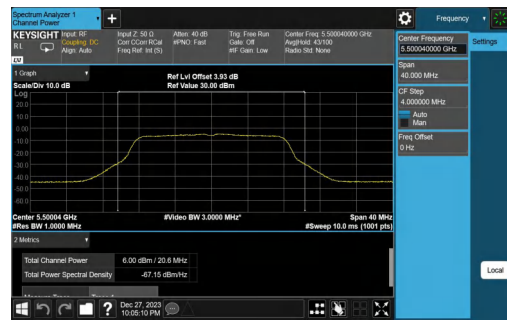 Spectrum Analyzer 1
Channel Power
+
Frequency
KEYSIGHT
RL
LV
Input: RF
Coupling: DC
Align: Auto
Input Z: 50 Ω
Corr CCorr RCal
Freq Ref: Int (S)
Atten: 40 dB
#PNO: Fast
Trig: Free Run
Gate: Off
#IF Gain: Low
Center Freq: 5.500040000 GHz
Avg|Hold: 43/100
Radio Std: None
Center Frequency
5.500040000 GHz
Settings
Span
40.000 MHz
CF Step
4.000000 MHz
Auto
Man
Freq Offset
0 Hz
Local
1 Graph
Scale/Div 10.0 dB
Ref Lvl Offset 3.93 dB
Ref Value 30.00 dBm
Log
20.0
10.0
0.00
-10.0
-20.0
-30.0
-40.0
-50.0
-60.0
Center 5.50004 GHz
#Video BW 3.0000 MHz*
Span 40 MHz
#Res BW 1.0000 MHz
#Sweep 10.0 ms (1001 pts)
2 Metrics
Total Channel Power 6.00 dBm / 20.6 MHz
Total Power Spectral Density -67.15 dBm/Hz
?
Dec 27, 2023
10:05:10 PM